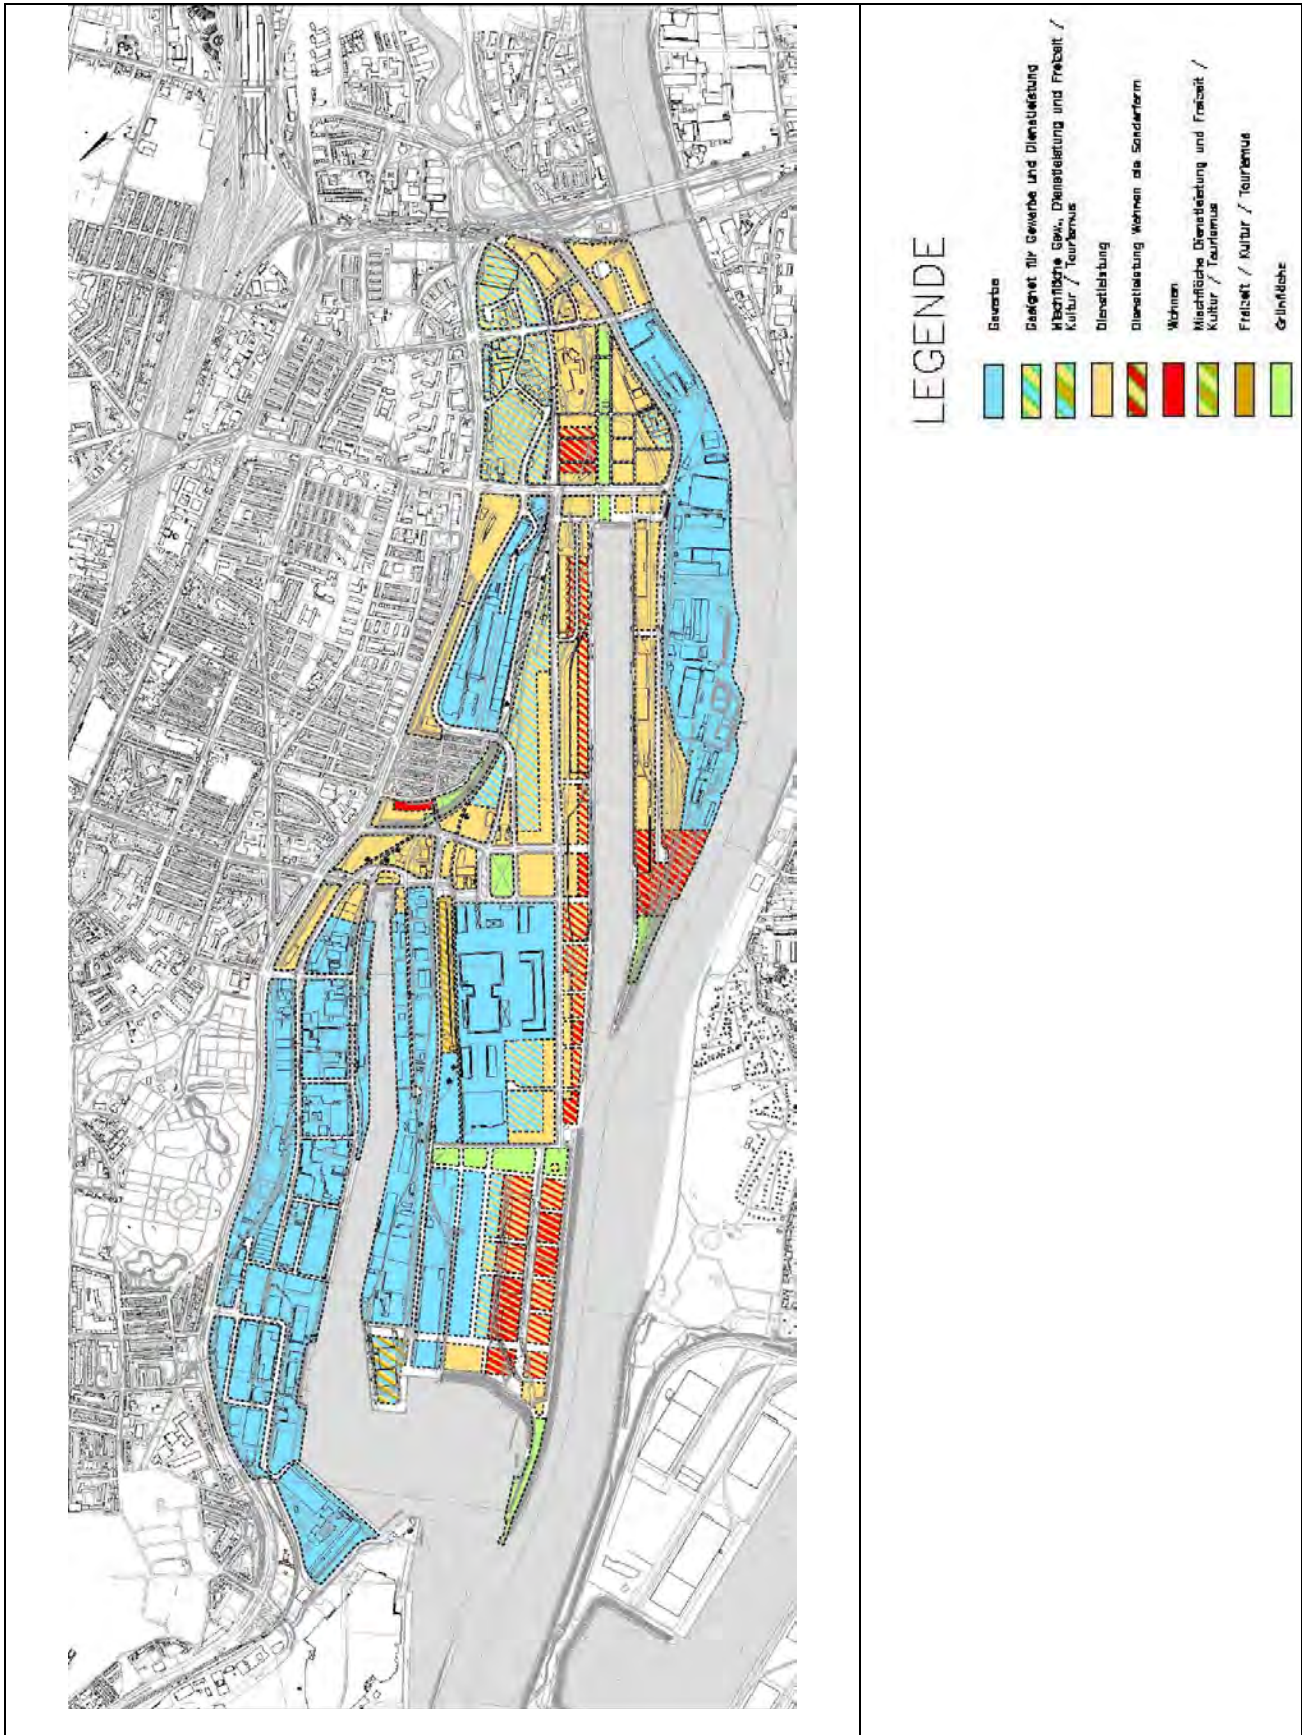 LEGENDE
Gewerbe
Geeignet für Gewerbe und Dienstleistung
Mischfläche Gew., Dienstleistung und Freizeit /
Kultur / Tourismus
Dienstleistung
Dienstleistung Wohnen als Sonderform
Wohnen
Mischfläche Dienstleistung und Freizeit /
Kultur / Tourismus
Freizeit / Kultur / Tourismus
Grünfläche